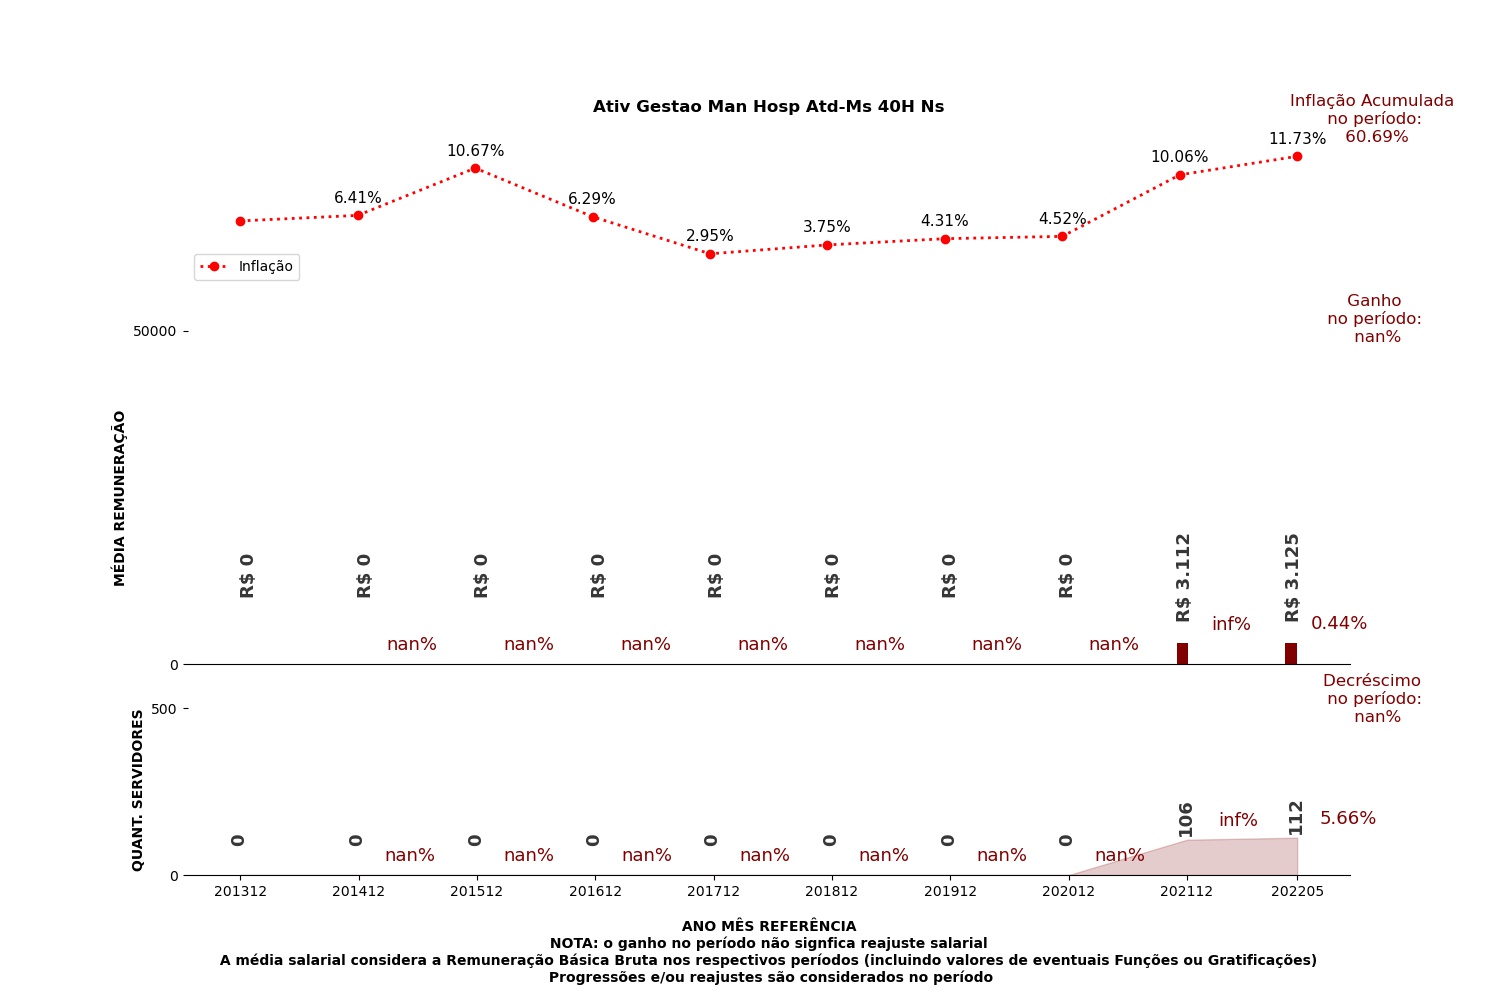 Ativ Gestao Man Hosp Atd-Ms 40H Ns
Inflação Acumulada
no período:
60.69%
6.41%
10.67%
6.29%
2.95%
3.75%
4.31%
4.52%
10.06%
11.73%
Inflação
Ganho
no período:
nan%
50000
0
MÉDIA REMUNERAÇÃO
R$ 0
R$ 0
R$ 0
R$ 0
R$ 0
R$ 0
R$ 0
R$ 0
R$ 3.112
R$ 3.125
nan%
nan%
nan%
nan%
nan%
nan%
nan%
inf%
0.44%
Decréscimo
no período:
nan%
500
0
QUANT. SERVIDORES
0
0
0
0
0
0
0
0
106
112
nan%
nan%
nan%
nan%
nan%
nan%
nan%
inf%
5.66%
201312
201412
201512
201612
201712
201812
201912
202012
202112
202205
ANO MÊS REFERÊNCIA
NOTA: o ganho no período não signfica reajuste salarial
A média salarial considera a Remuneração Básica Bruta nos respectivos períodos (incluindo valores de eventuais Funções ou Gratificações)
Progressões e/ou reajustes são considerados no período